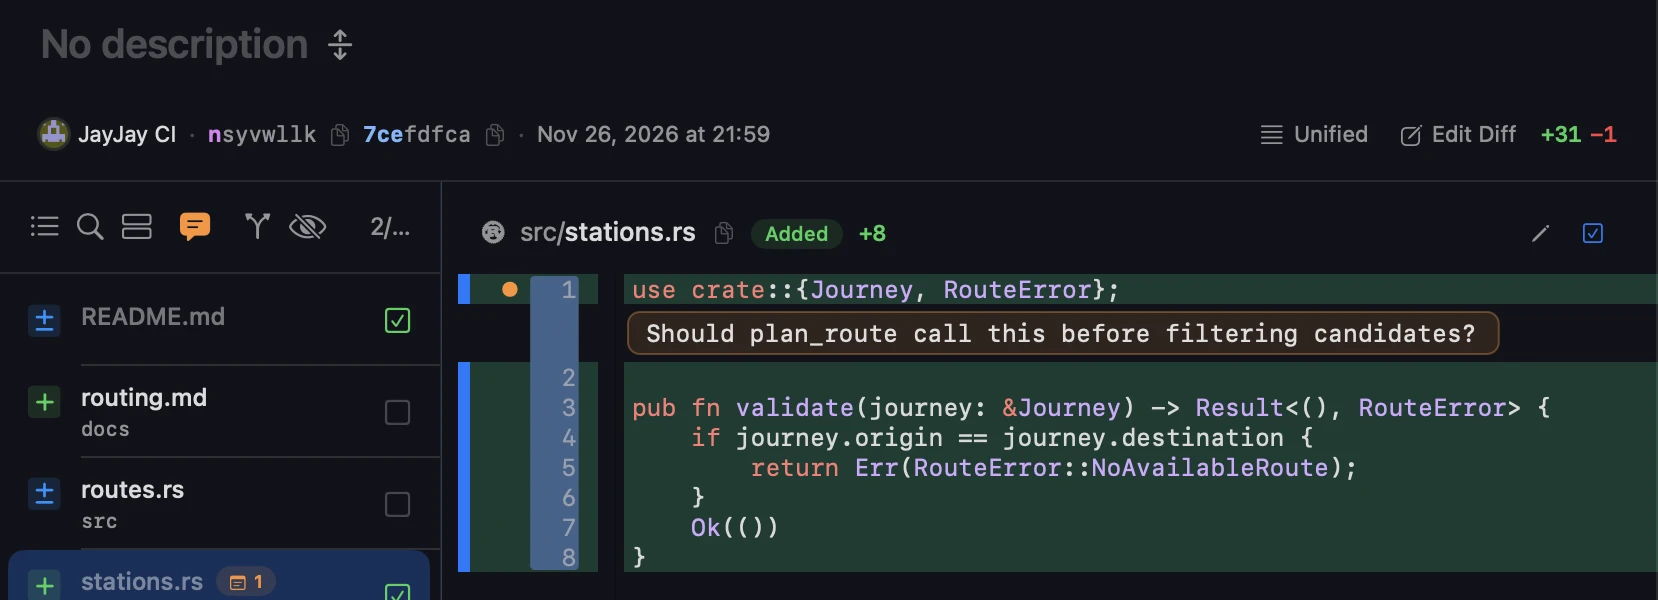 No description
JayJay CI · nsyvwllk 7cefdfca · Nov 26, 2026 at 21:59
Unified Edit Diff +31 −1
2/...
README.md
routing.md
docs
routes.rs
src
stations.rs 1
src/stations.rs Added +8
1 use crate::{Journey, RouteError};
Should plan_route call this before filtering candidates?
2
3 pub fn validate(journey: &Journey) -> Result<(), RouteError> {
4     if journey.origin == journey.destination {
5         return Err(RouteError::NoAvailableRoute);
6     }
7     Ok(())
8 }